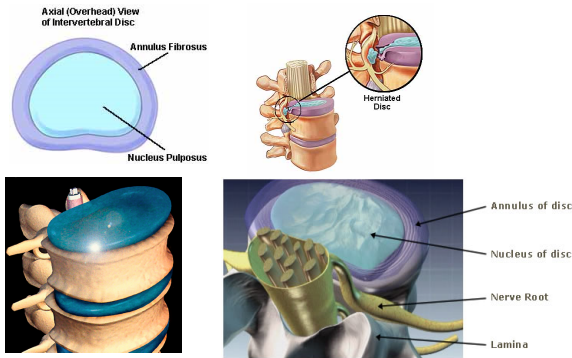 Axial (Overhead) View
of Intervertebral Disc
Annulus Fibrosus
Nucleus Pulposus
Herniated
Disc
Annulus of disc
Nucleus of disc
Nerve Root
Lamina